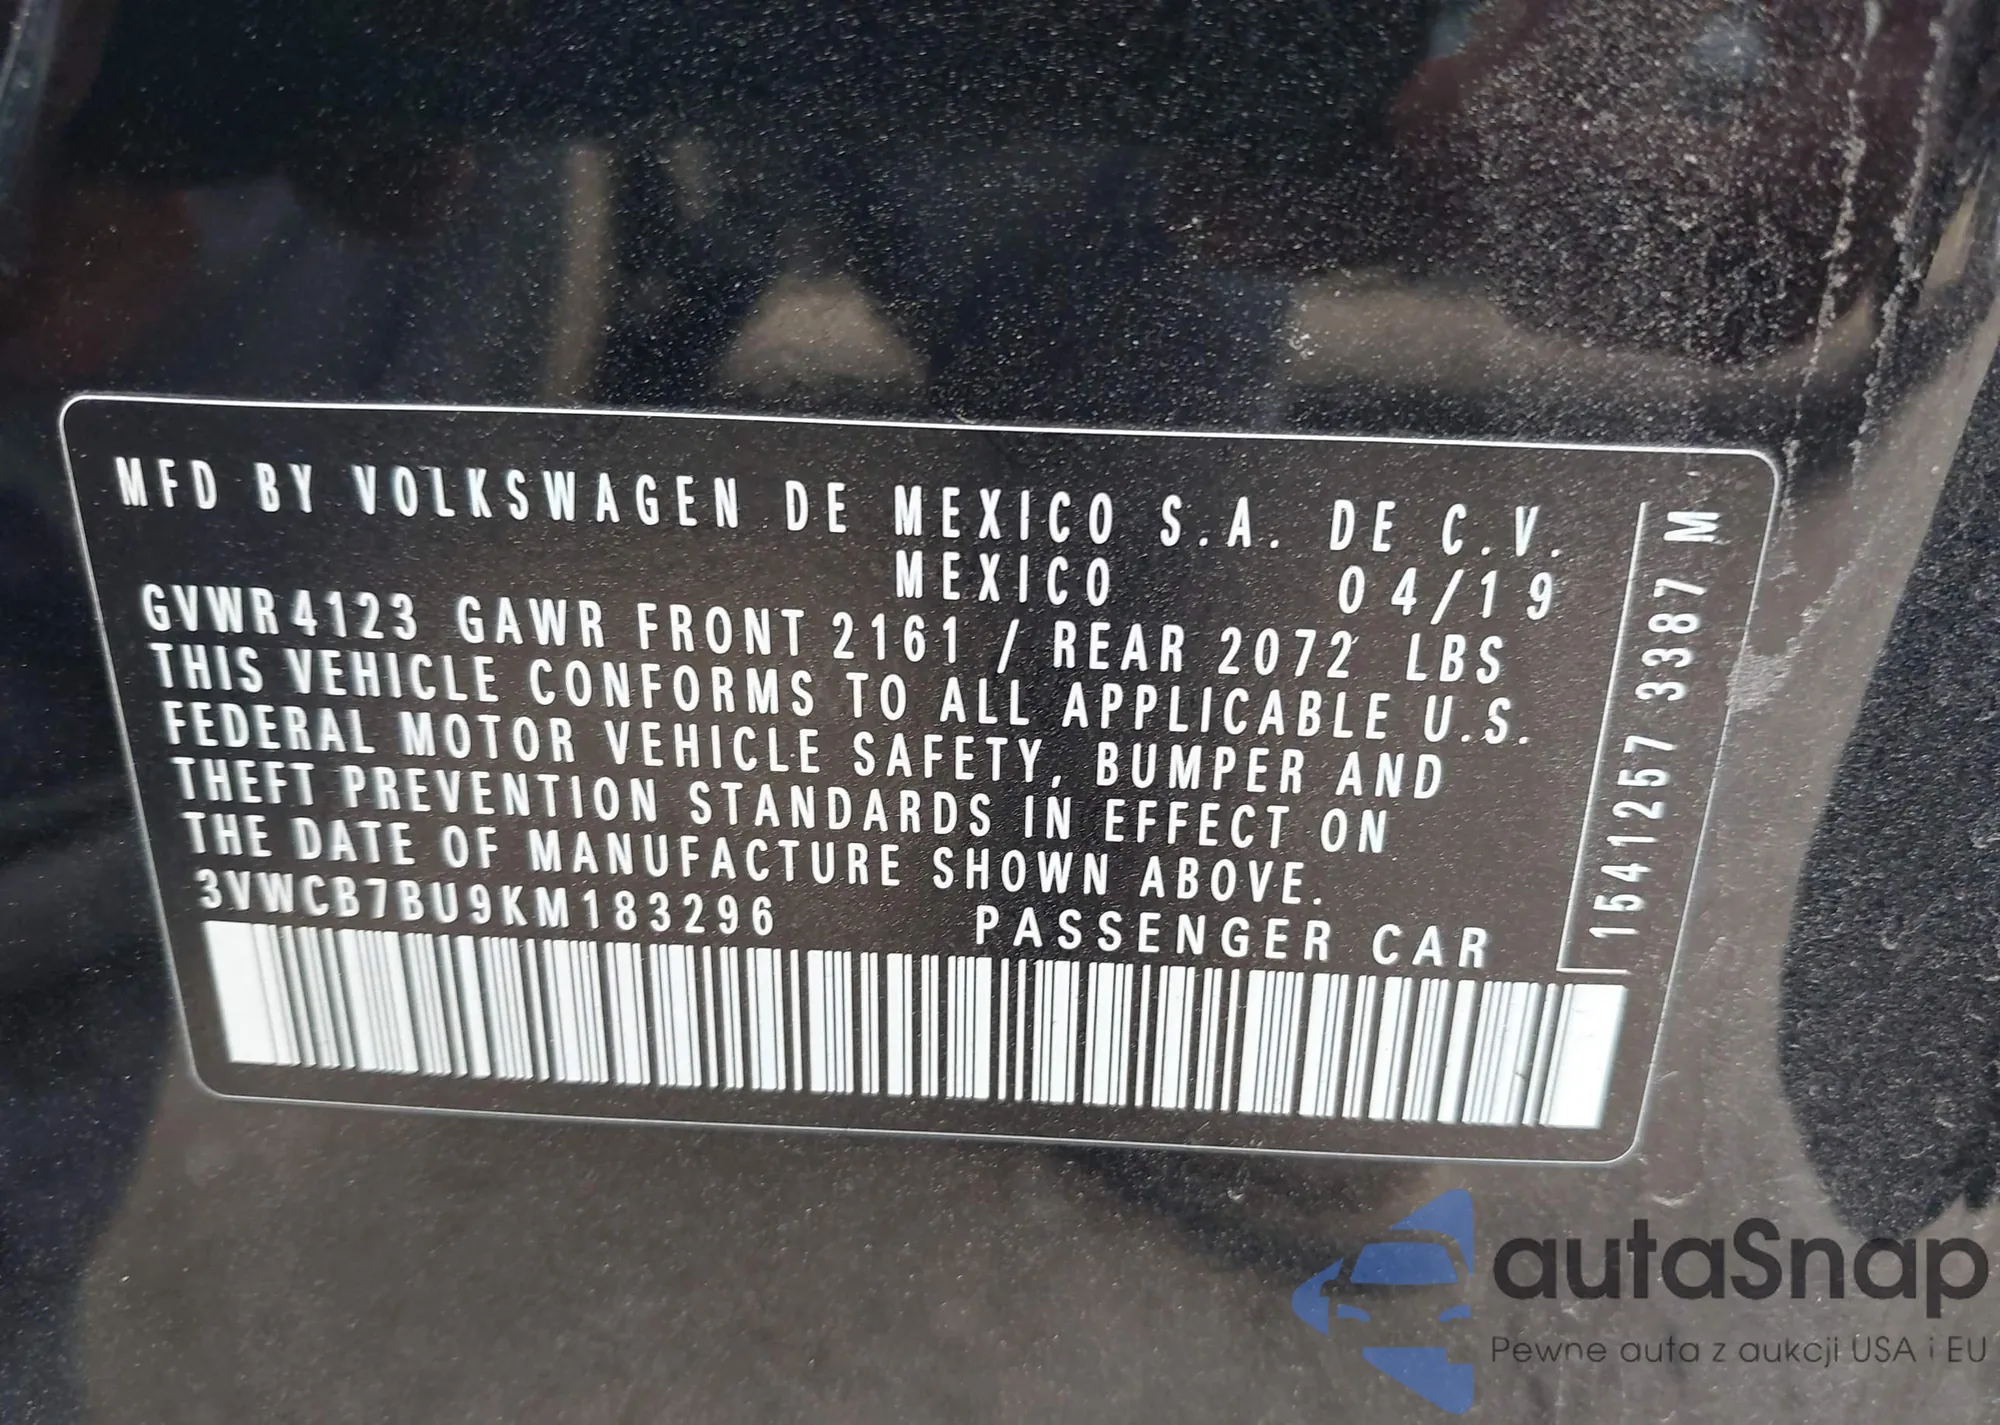 MFD BY VOLKSWAGEN DE MEXICO S.A. DE C.V.
MEXICO 04/19
GVWR 4123 GAWR FRONT 2161 / REAR 2072 LBS
THIS VEHICLE CONFORMS TO ALL APPLICABLE U.S.
FEDERAL MOTOR VEHICLE SAFETY, BUMPER AND
THEFT PREVENTION STANDARDS IN EFFECT ON
THE DATE OF MANUFACTURE SHOWN ABOVE.
3VWCB7BU9KM183296 PASSENGER CAR
1541257 3387 M
autaSnap
Pewne auta z aukcji USA i EU